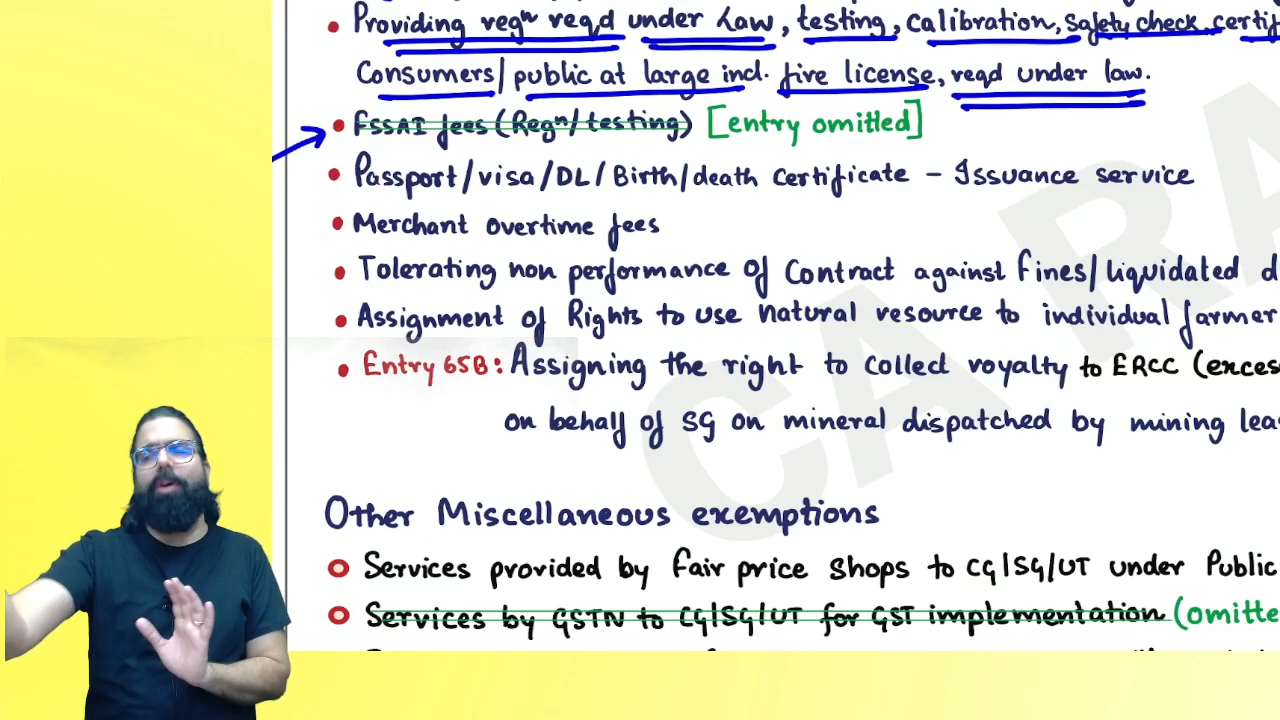 • Providing regⁿ reqd under Law, testing, calibration, safety check, certif
Consumers/ public at large incl. fire license, reqd under law.
• FSSAI fees (Regⁿ/testing) [entry omitted]
• Passport/visa/DL/Birth/death certificate – Issuance service
• Merchant overtime fees
• Tolerating non performance of Contract against fines/liquidated d
• Assignment of Rights to use natural resource to individual farmer
• Entry 65B: Assigning the right to collect royalty to ERCC (exces
on behalf of SG on mineral dispatched by mining lea
Other Miscellaneous exemptions
Services provided by Fair price Shops to CG|SG/UT under Public
Services by GSTN to CG|SG|UT for GST implementation (omitte
CA RA